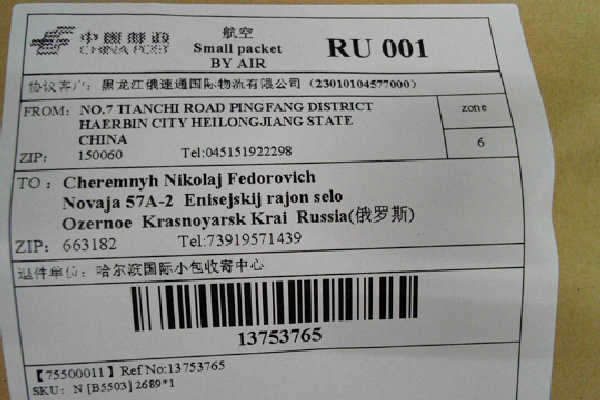 中国邮政
CHINA POST
航空
Small packet
BY AIR
RU 001
协议客户: 黑龙江俄速通国际物流有限公司 (23010104577000)
FROM: NO.7 TIANCHI ROAD PINGFANG DISTRICT
HAERBIN CITY HEILONGJIANG STATE
CHINA
ZIP: 150060 Tel:045151922298
zone
6
TO : Cheremnyh Nikolaj Fedorovich
Novaja 57A-2 Enisejskij rajon selo
Ozernoe Krasnoyarsk Krai Russia(俄罗斯)
ZIP: 663182 Tel:73919571439
退件单位: 哈尔滨国际小包收寄中心
13753765
【75500011】 Ref No:13753765
SKU: N [B5503] 2689*1